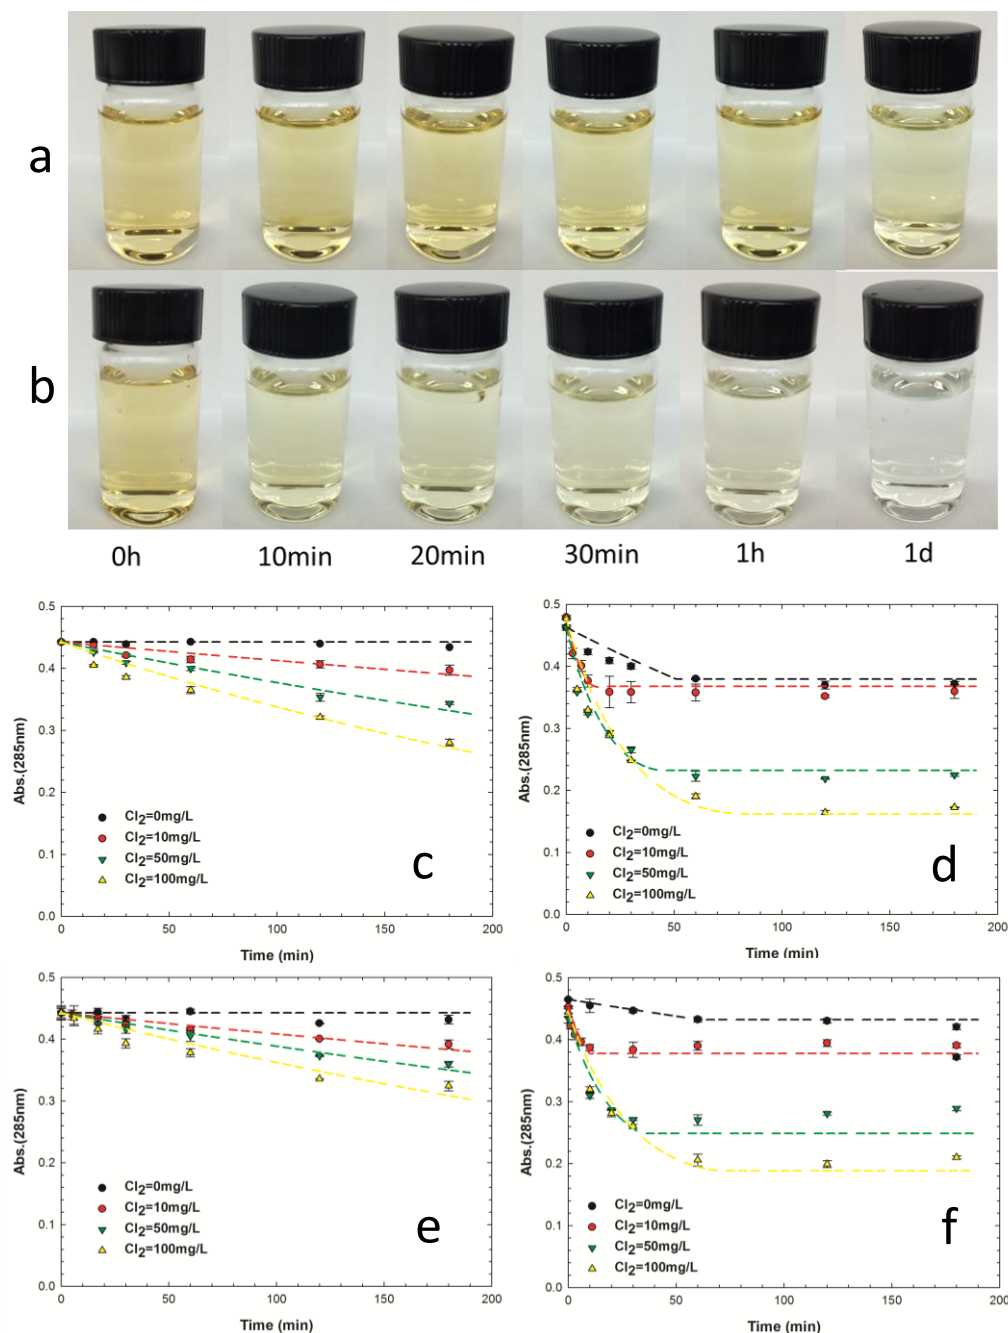 a
b
0h 10min 20min 30min 1h 1d
0.5
0.4
0.3
0.2
0.1
0.0
Abs.(285nm)
Cl2=0mg/L
Cl2=10mg/L
Cl2=50mg/L
Cl2=100mg/L
c
0 50 100 150 200
Time (min)
0.5
0.4
0.3
0.2
0.1
0.0
Abs.(285nm)
Cl2=0mg/L
Cl2=10mg/L
Cl2=50mg/L
Cl2=100mg/L
d
0 50 100 150 200
Time (min)
0.5
0.4
0.3
0.2
0.1
0.0
Abs.(285nm)
Cl2=0mg/L
Cl2=10mg/L
Cl2=50mg/L
Cl2=100mg/L
e
0 50 100 150 200
Time (min)
0.5
0.4
0.3
0.2
0.1
0.0
Abs.(285nm)
Cl2=0mg/L
Cl2=10mg/L
Cl2=50mg/L
Cl2=100mg/L
f
0 50 100 150 200
Time (min)